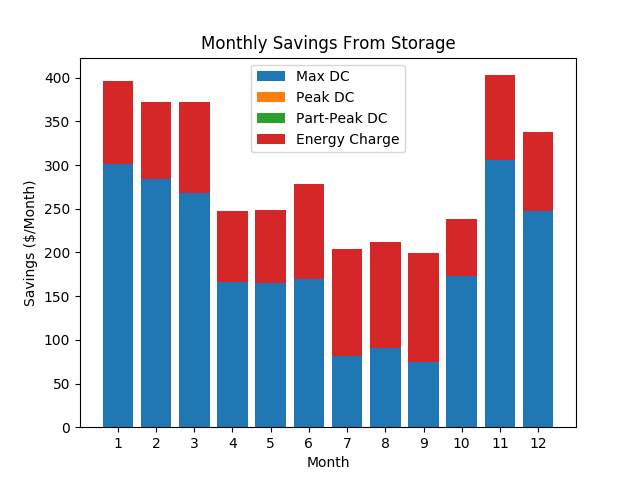 Monthly Savings From Storage
Max DC
Peak DC
Part-Peak DC
Energy Charge
Savings ($/Month)
400
350
300
250
200
150
100
50
0
1 2 3 4 5 6 7 8 9 10 11 12
Month